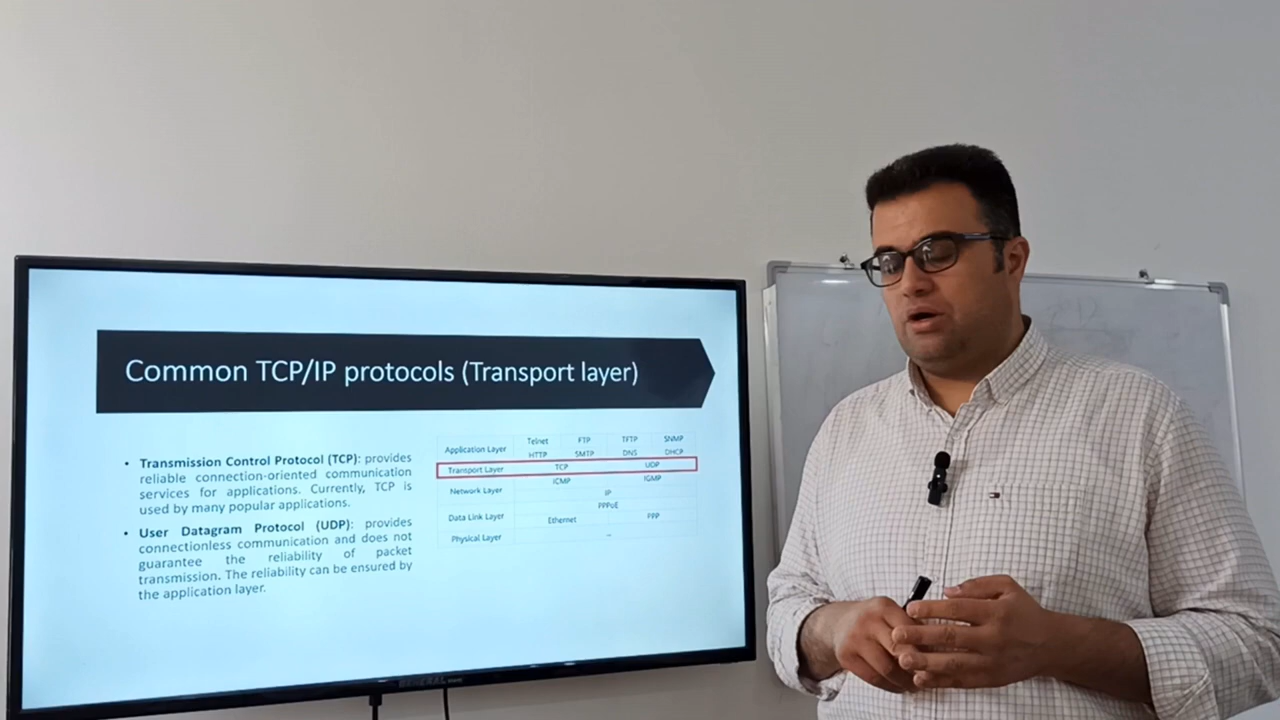 Common TCP/IP protocols (Transport layer)
• Transmission Control Protocol (TCP): provides
reliable connection-oriented communication
services for applications. Currently, TCP is
used by many popular applications.
• User Datagram Protocol (UDP): provides
connectionless communication and does not
guarantee the reliability of packet
transmission. The reliability can be ensured by
the application layer.
Application Layer
Telnet FTP TFTP SNMP
HTTP SMTP DNS DHCP
Transport Layer TCP UDP
Network Layer
ICMP IGMP
IP
Data Link Layer
PPPoE
Ethernet PPP
Physical Layer ...